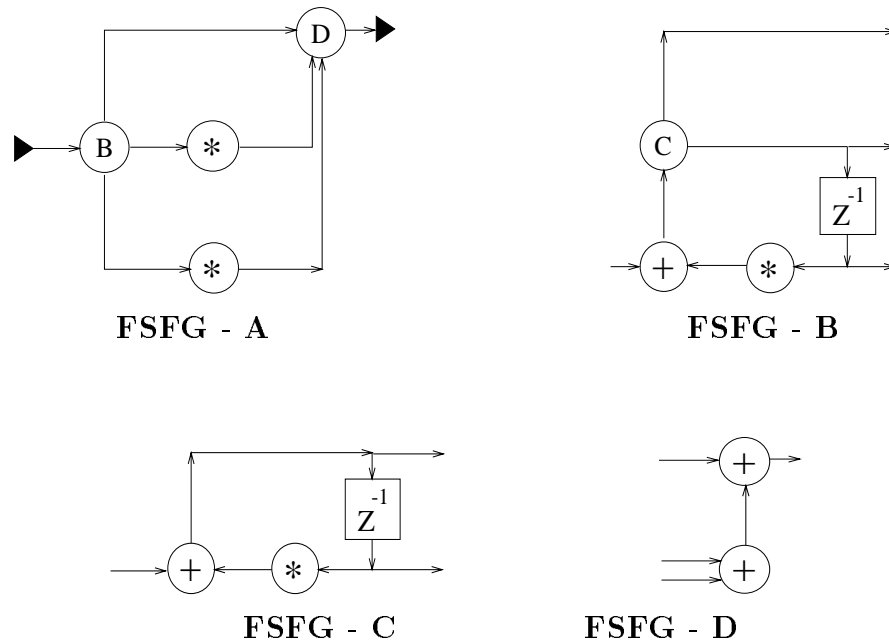 D
B
*
*
FSFG - A
C
Z-1
+
*
FSFG - B
Z-1
+
*
FSFG - C
+
+
FSFG - D